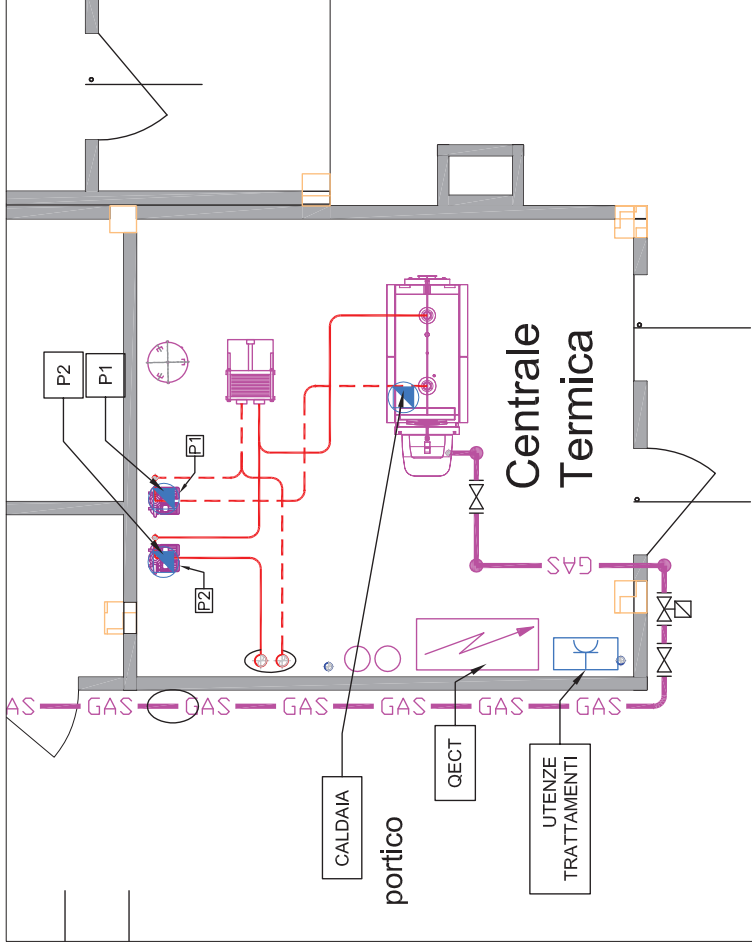 P2
P1
P1
P2
Centrale
Termica
GAS
AS
GAS
GAS
GAS
GAS
GAS
GAS
CALDAIA
portico
QECT
UTENZE
TRATTAMENTI